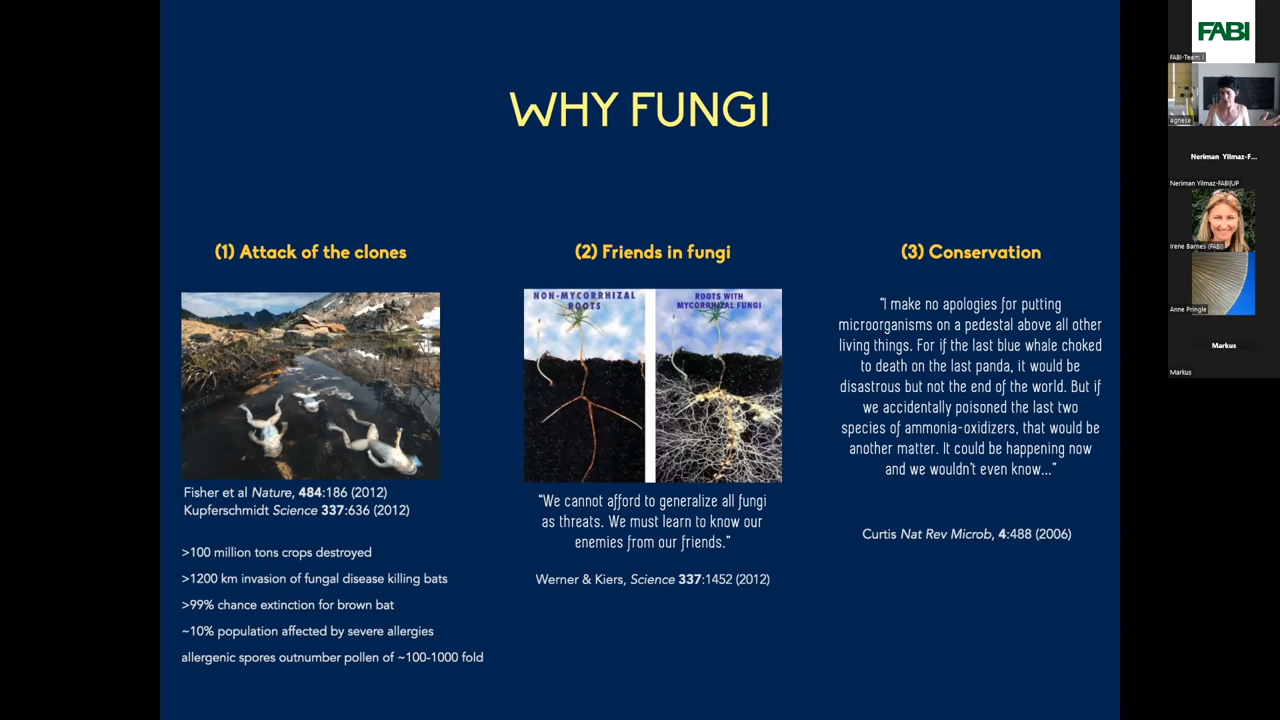 WHY FUNGI
(1) Attack of the clones
Fisher et al Nature, 484:186 (2012)
Kupferschmidt Science 337:636 (2012)
>100 million tons crops destroyed
>1200 km invasion of fungal disease killing bats
>99% chance extinction for brown bat
~10% population affected by severe allergies
allergenic spores outnumber pollen of ~100-1000 fold
(2) Friends in fungi
NON-MYCORRHIZAL
ROOTS
ROOTS WITH
MYCORRHIZAL FUNGI
“We cannot afford to generalize all fungi
as threats. We must learn to know our
enemies from our friends.”
Werner & Kiers, Science 337:1452 (2012)
(3) Conservation
“I make no apologies for putting
microorganisms on a pedestal above all other
living things. For if the last blue whale choked
to death on the last panda, it would be
disastrous but not the end of the world. But if
we accidentally poisoned the last two
species of ammonia-oxidizers, that would be
another matter. It could be happening now
and we wouldn’t even know...”
Curtis Nat Rev Microb, 4:488 (2006)
FABI
FABI-Team I
agnese
Neriman Yilmaz-F...
Neriman Yilmaz-FABI|UP
Irene Barnes (FABI)
Anne Pringle
Markus
Markus